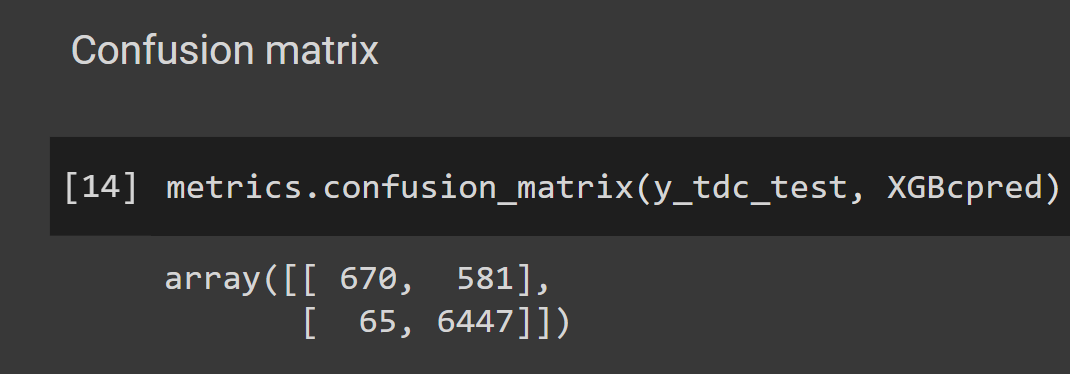 Confusion matrix
[14] metrics.confusion_matrix(y_tdc_test, XGBcpred)
array([[ 670,  581],
       [  65, 6447]])